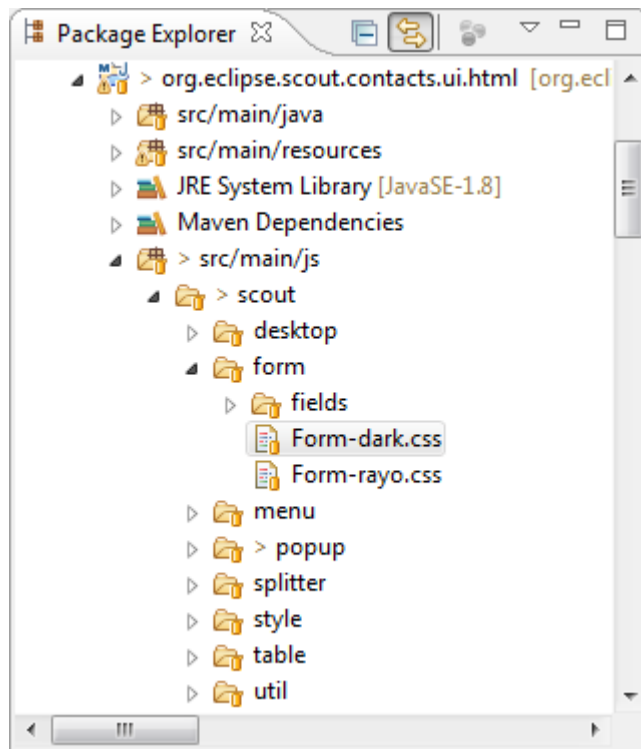 Package Explorer
> org.eclipse.scout.contacts.ui.html [org.ecl
src/main/java
src/main/resources
JRE System Library [JavaSE-1.8]
Maven Dependencies
> src/main/js
> scout
desktop
form
fields
Form-dark.css
Form-rayo.css
menu
> popup
splitter
style
table
util